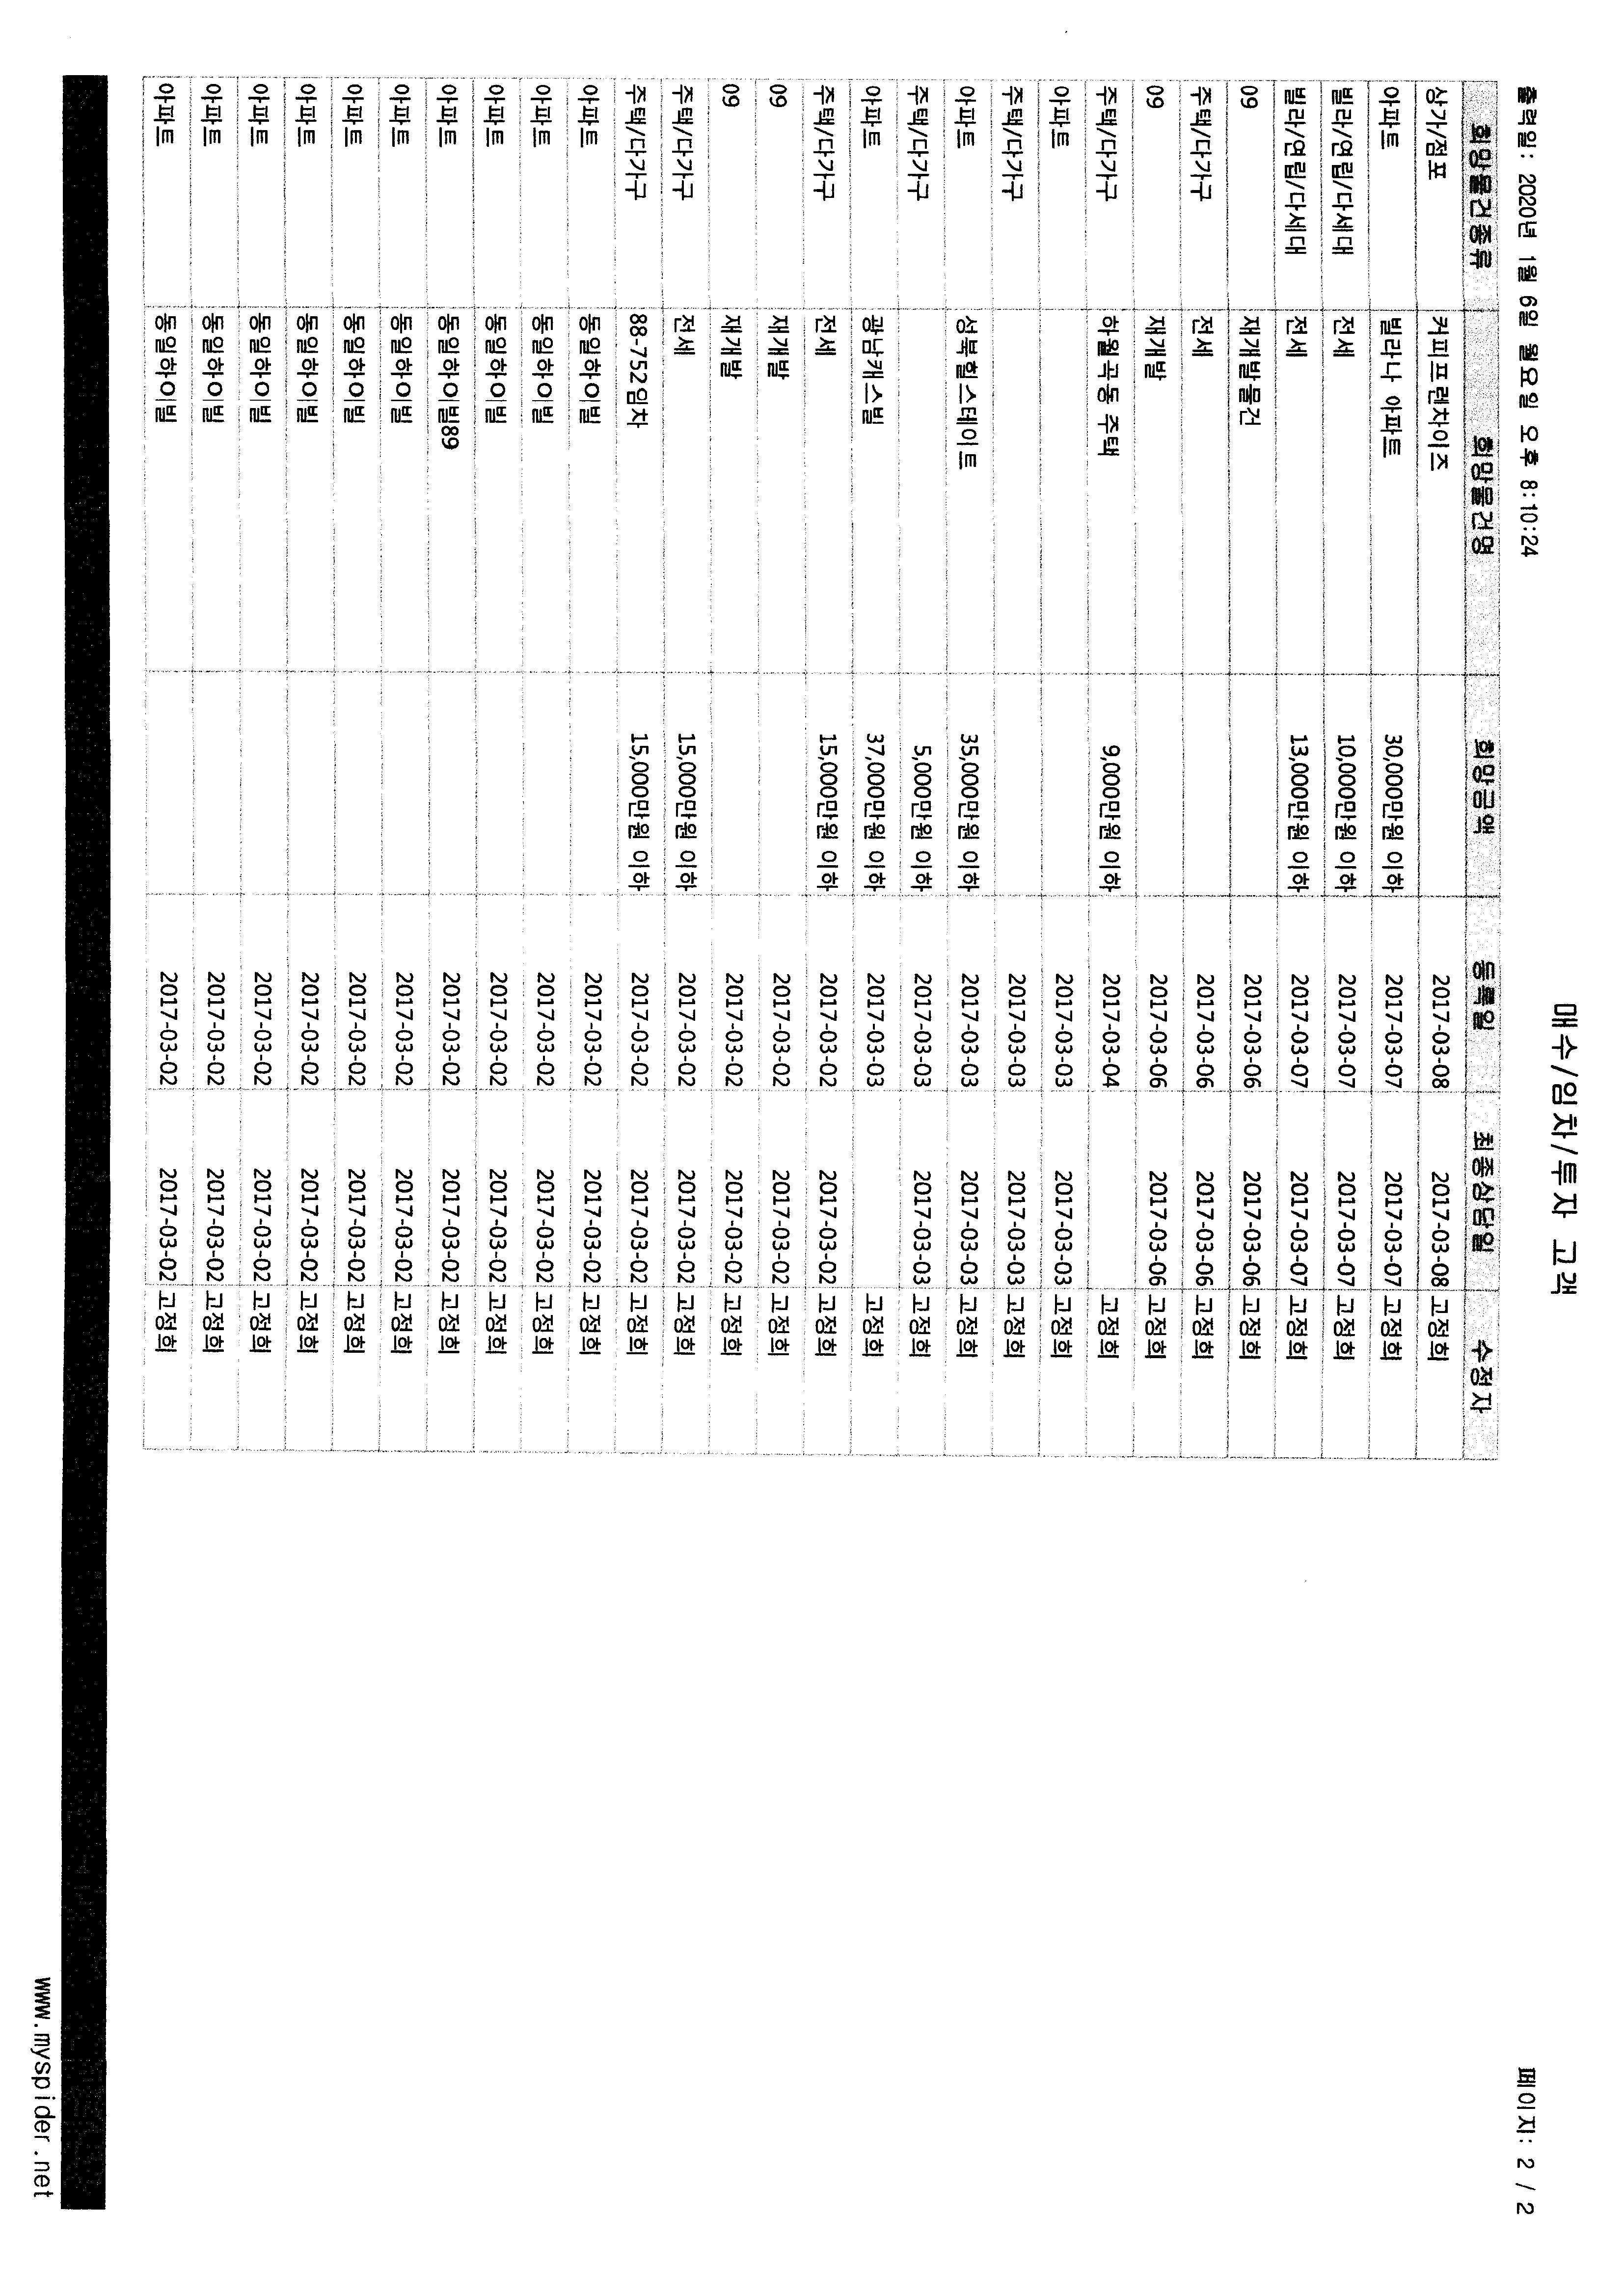 매수/임차/투자 고객
출력일: 2020년 1월 6일 월요일 오후 8:10:24 페이지: 2 / 2
희망물건종류 희망물건명 희망금액 등록일 최종상담일 수정자
상가/점포 커피프렌차이즈 2017-03-08 2017-03-08 고정희
아파트 빌라나 아파트 30,000만원 이하 2017-03-07 2017-03-07 고정희
빌라/연립/다세대 전세 10,000만원 이하 2017-03-07 2017-03-07 고정희
빌라/연립/다세대 전세 13,000만원 이하 2017-03-07 2017-03-07 고정희
09 재개발물건 2017-03-06 2017-03-06 고정희
주택/다가구 전세 2017-03-06 2017-03-06 고정희
09 재개발 2017-03-06 2017-03-06 고정희
주택/다가구 하월곡동 주택 9,000만원 이하 2017-03-04 고정희
아파트 2017-03-03 2017-03-03 고정희
주택/다가구 2017-03-03 2017-03-03 고정희
아파트 성북힐스테이트 35,000만원 이하 2017-03-03 2017-03-03 고정희
주택/다가구 5,000만원 이하 2017-03-03 2017-03-03 고정희
아파트 광남캐스빌 37,000만원 이하 2017-03-03 고정희
주택/다가구 전세 15,000만원 이하 2017-03-02 2017-03-02 고정희
09 재개발 2017-03-02 2017-03-02 고정희
09 재개발 2017-03-02 2017-03-02 고정희
주택/다가구 전세 15,000만원 이하 2017-03-02 2017-03-02 고정희
주택/다가구 88-752임차 15,000만원 이하 2017-03-02 2017-03-02 고정희
아파트 동일하이빌 2017-03-02 2017-03-02 고정희
아파트 동일하이빌 2017-03-02 2017-03-02 고정희
아파트 동일하이빌 2017-03-02 2017-03-02 고정희
아파트 동일하이빌89 2017-03-02 2017-03-02 고정희
아파트 동일하이빌 2017-03-02 2017-03-02 고정희
아파트 동일하이빌 2017-03-02 2017-03-02 고정희
아파트 동일하이빌 2017-03-02 2017-03-02 고정희
아파트 동일하이빌 2017-03-02 2017-03-02 고정희
아파트 동일하이빌 2017-03-02 2017-03-02 고정희
아파트 동일하이빌 2017-03-02 2017-03-02 고정희
www.myspider.net